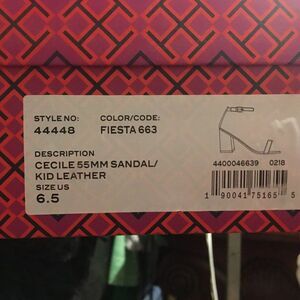 STYLE NO:
COLOR/CODE:
44448
FIESTA 663
DESCRIPTION
CECILE 55MM SANDAL/
KID LEATHER
SIZE US
6.5
4400046639 0218
1 90041 75165 5